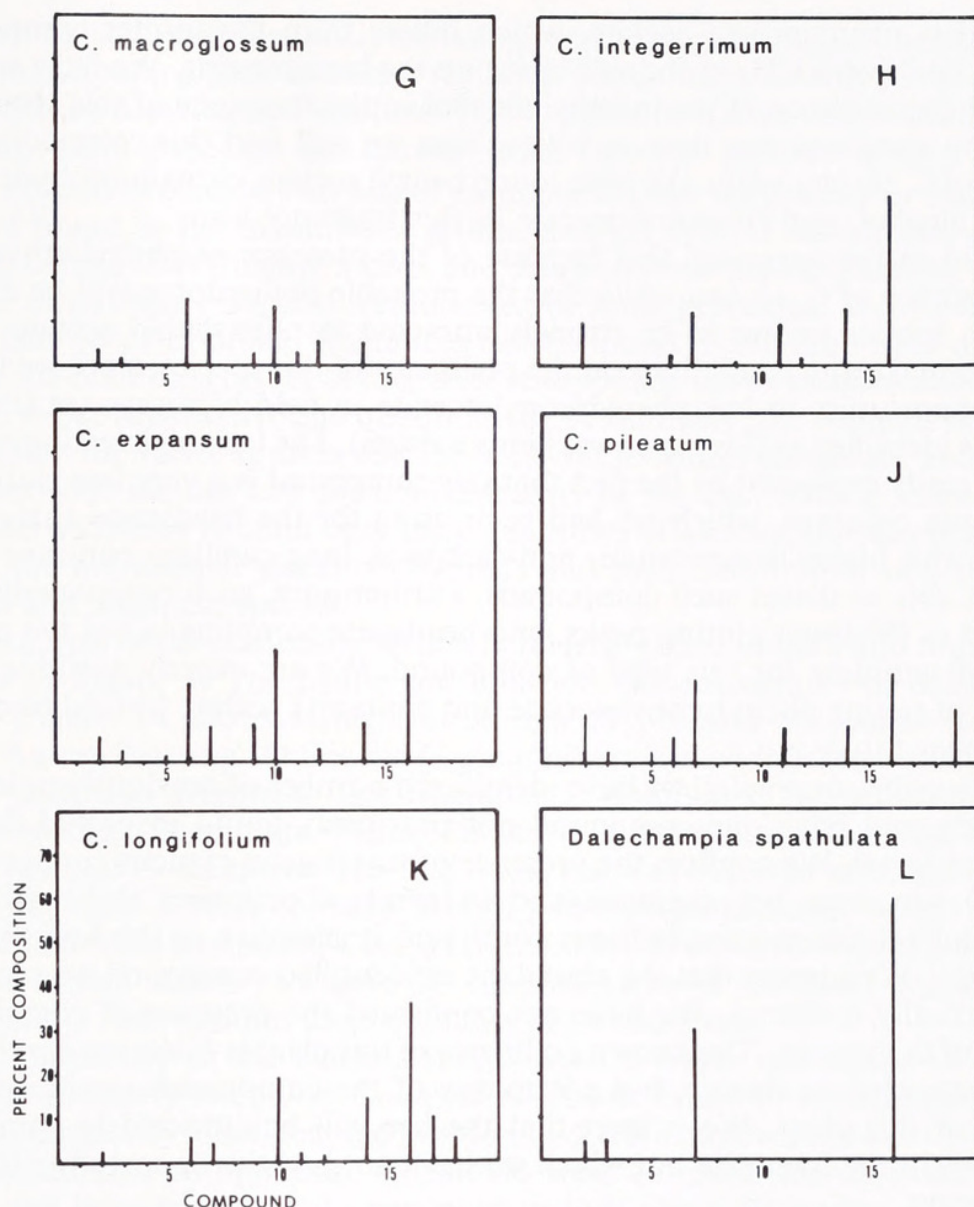 C. macroglossum
G
5 10 15
C. integerrimum
H
5 10 15
C. expansum
I
5 10 15
C. pileatum
J
5 10 15
C. longifolium
K
PERCENT COMPOSITION
70
60
50
40
30
20
10
5 10 15
COMPOUND
Dalechampia spathulata
L
5 10 15